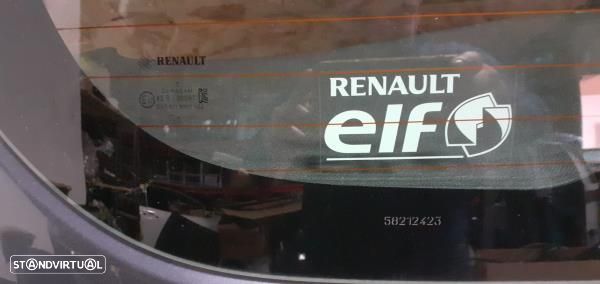 RENAULT
RENAULT
elf
58212423
STANDVIRTUAL